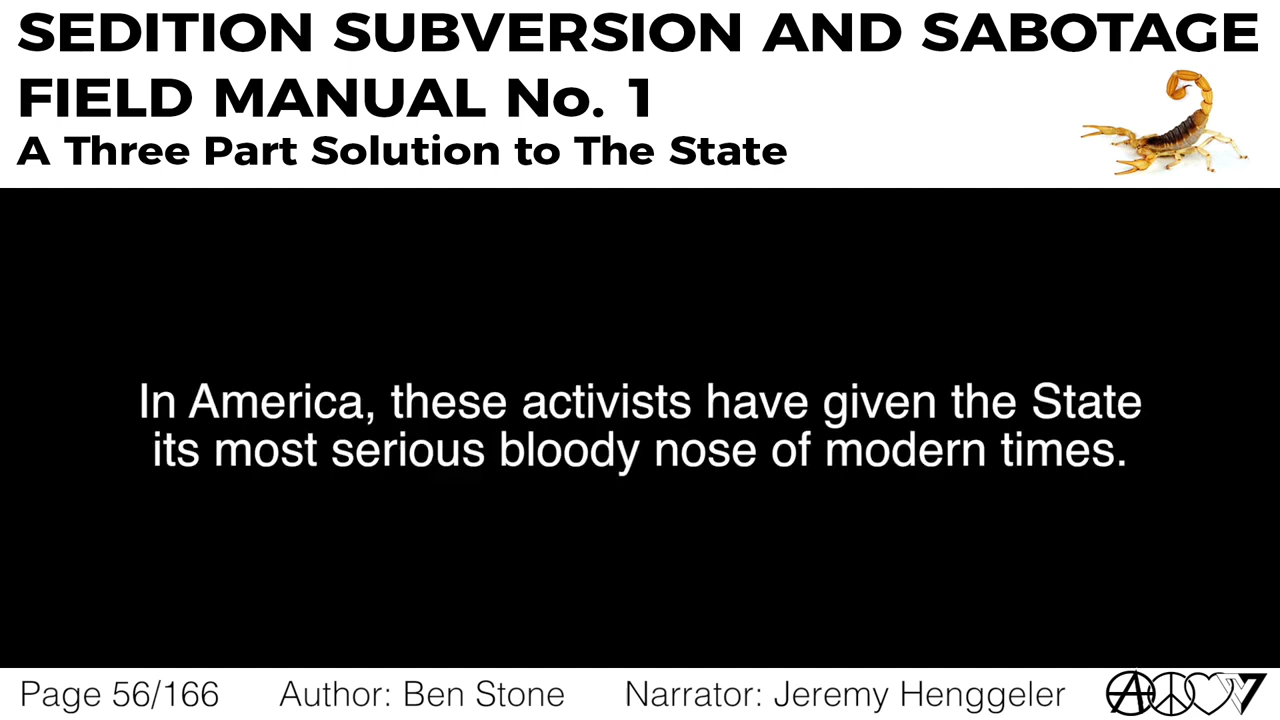 SEDITION SUBVERSION AND SABOTAGE
FIELD MANUAL No. 1
A Three Part Solution to The State
In America, these activists have given the State
its most serious bloody nose of modern times.
Page 56/166 Author: Ben Stone Narrator: Jeremy Henggeler